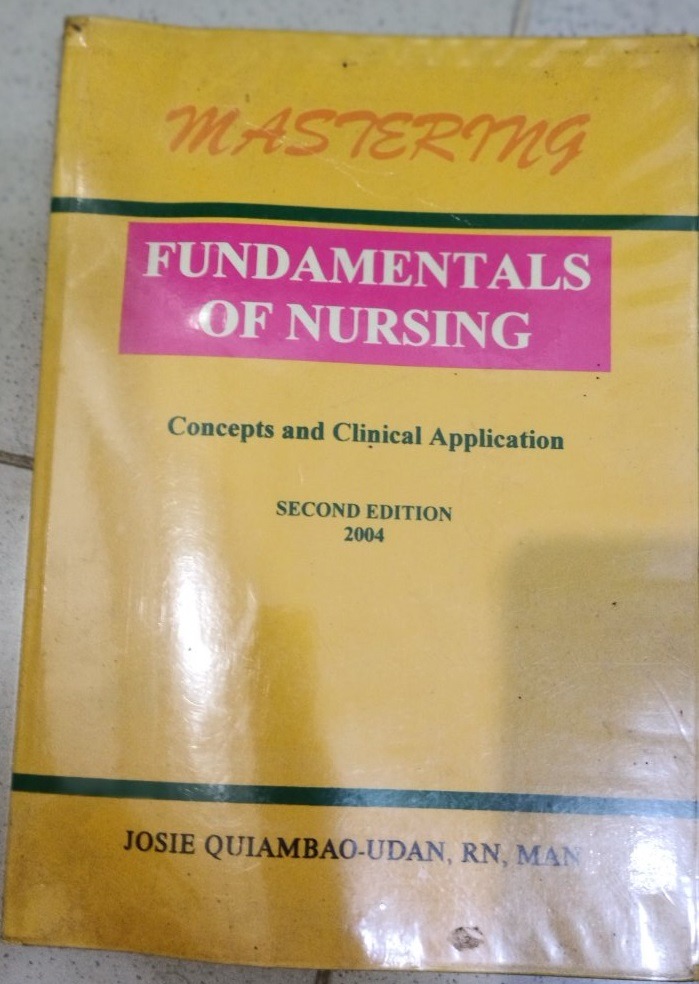 MASTERING
FUNDAMENTALS
OF NURSING
Concepts and Clinical Application
SECOND EDITION
2004
JOSIE QUIAMBAO-UDAN, RN, MAN